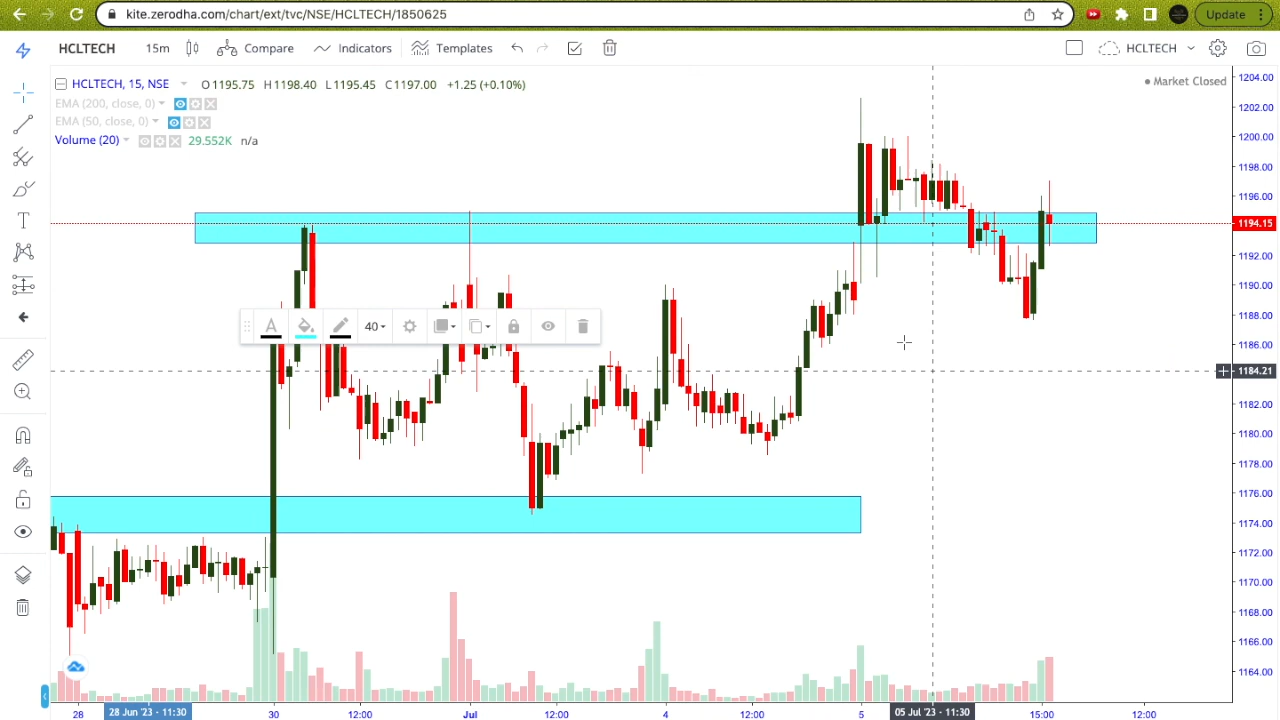 kite.zerodha.com/chart/ext/tvc/NSE/HCLTECH/1850625
Update
HCLTECH 15m Compare Indicators Templates HCLTECH
HCLTECH, 15, NSE O1195.75 H1198.40 L1195.45 C1197.00 +1.25 (+0.10%)
Market Closed
EMA (200, close, 0)
EMA (50, close, 0)
Volume (20) 29.552K n/a
T
A 40
1204.00
1202.00
1200.00
1198.00
1196.00
1194.15
1192.00
1190.00
1188.00
1186.00
1184.21
1182.00
1180.00
1178.00
1176.00
1174.00
1172.00
1170.00
1168.00
1166.00
1164.00
28 28 Jun '23 - 11:30 30 12:00 Jul 12:00 4 12:00 5 05 Jul '23 - 11:30 15:00 12:00